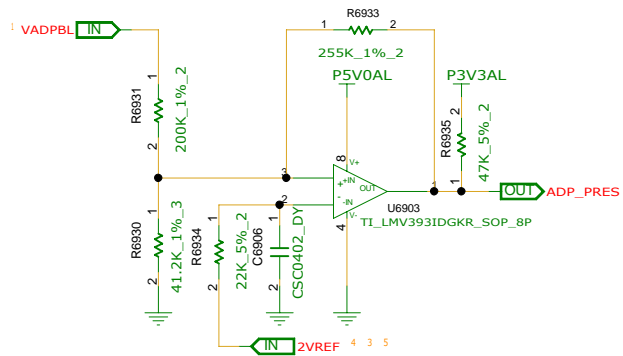 1 VADPBL IN
R6933
1 2
255K_1%_2
P5V0AL
P3V3AL
1
R6931
200K_1%_2
2
2
R6935
47K_5%_2
1
8
V+
3
+IN
+
OUT
1
OUT ADP_PRES
2
-
-IN
U6903
V-
TI_LMV393IDGKR_SOP_8P
4
1
R6930
41.2K_1%_3
2
1
R6934
22K_5%_2
2
1
C6906
CSC0402_DY
2
IN 2VREF 4 3 5